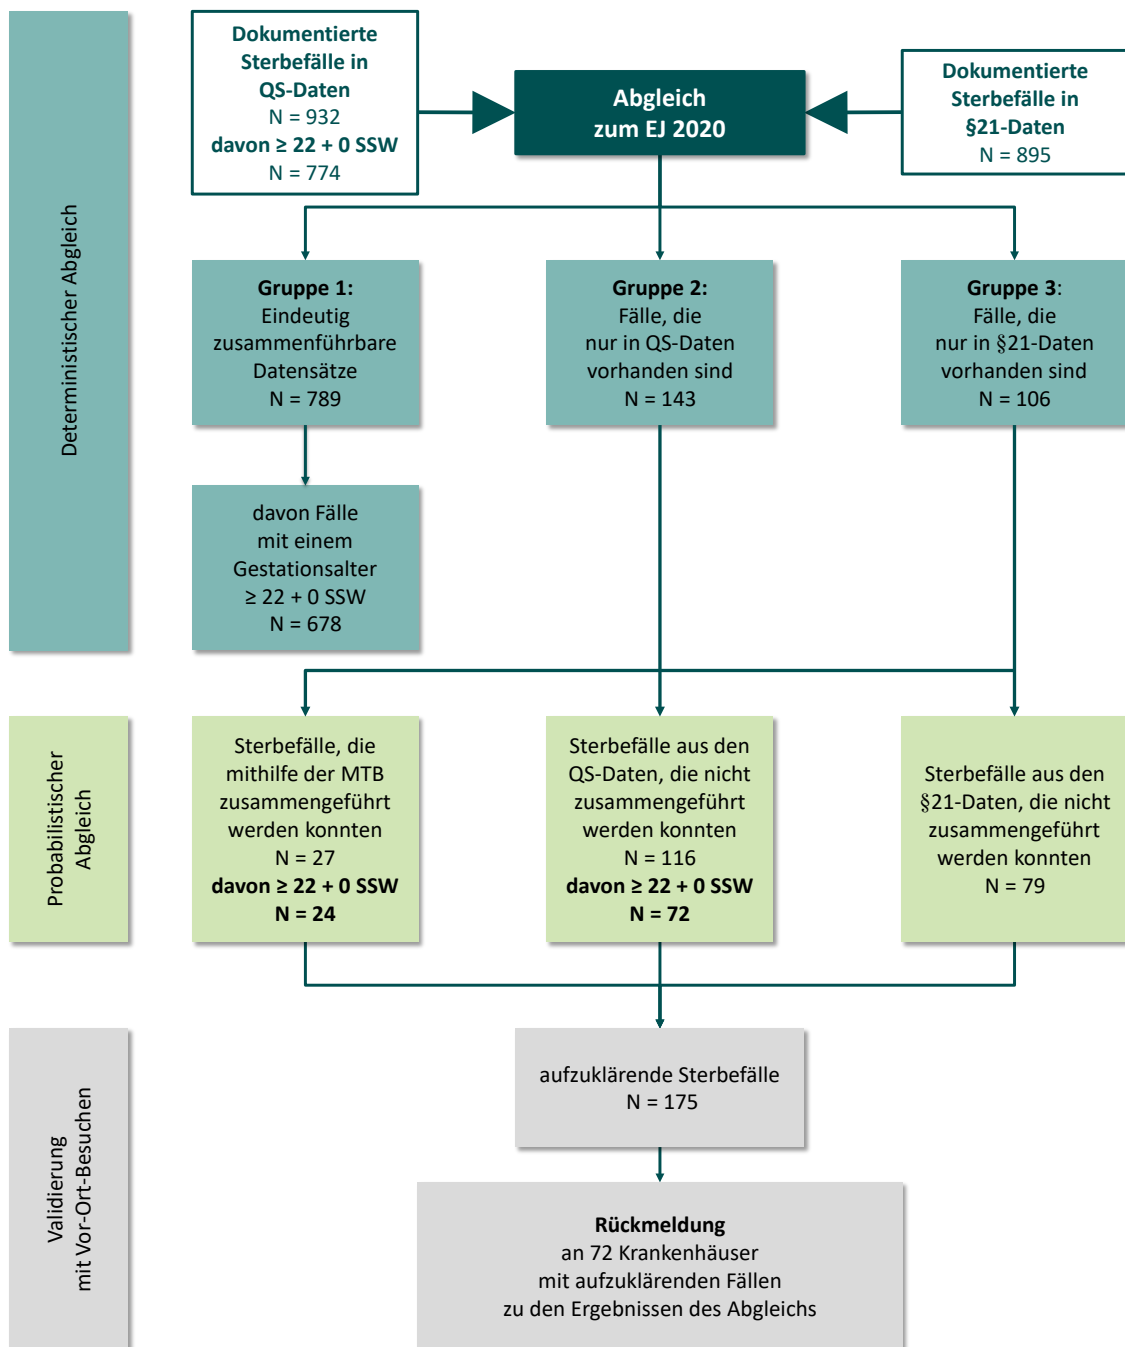 Dokumentierte
Sterbefälle in
QS-Daten
N = 932
davon ≥ 22 + 0 SSW
N = 774
Abgleich
zum EJ 2020
Dokumentierte
Sterbefälle in
§21-Daten
N = 895
Deterministischer Abgleich
Gruppe 1:
Eindeutig
zusammenführbare
Datensätze
N = 789
Gruppe 2:
Fälle, die
nur in QS-Daten
vorhanden sind
N = 143
Gruppe 3:
Fälle, die
nur in §21-Daten
vorhanden sind
N = 106
davon Fälle
mit einem
Gestationsalter
≥ 22 + 0 SSW
N = 678
Probabilistischer
Abgleich
Sterbefälle, die
mithilfe der MTB
zusammengeführt
werden konnten
N = 27
davon ≥ 22 + 0 SSW
N = 24
Sterbefälle aus den
QS-Daten, die nicht
zusammengeführt
werden konnten
N = 116
davon ≥ 22 + 0 SSW
N = 72
Sterbefälle aus den
§21-Daten, die nicht
zusammengeführt
werden konnten
N = 79
Validierung
mit Vor-Ort-Besuchen
aufzuklärende Sterbefälle
N = 175
Rückmeldung
an 72 Krankenhäuser
mit aufzuklärenden Fällen
zu den Ergebnissen des Abgleichs